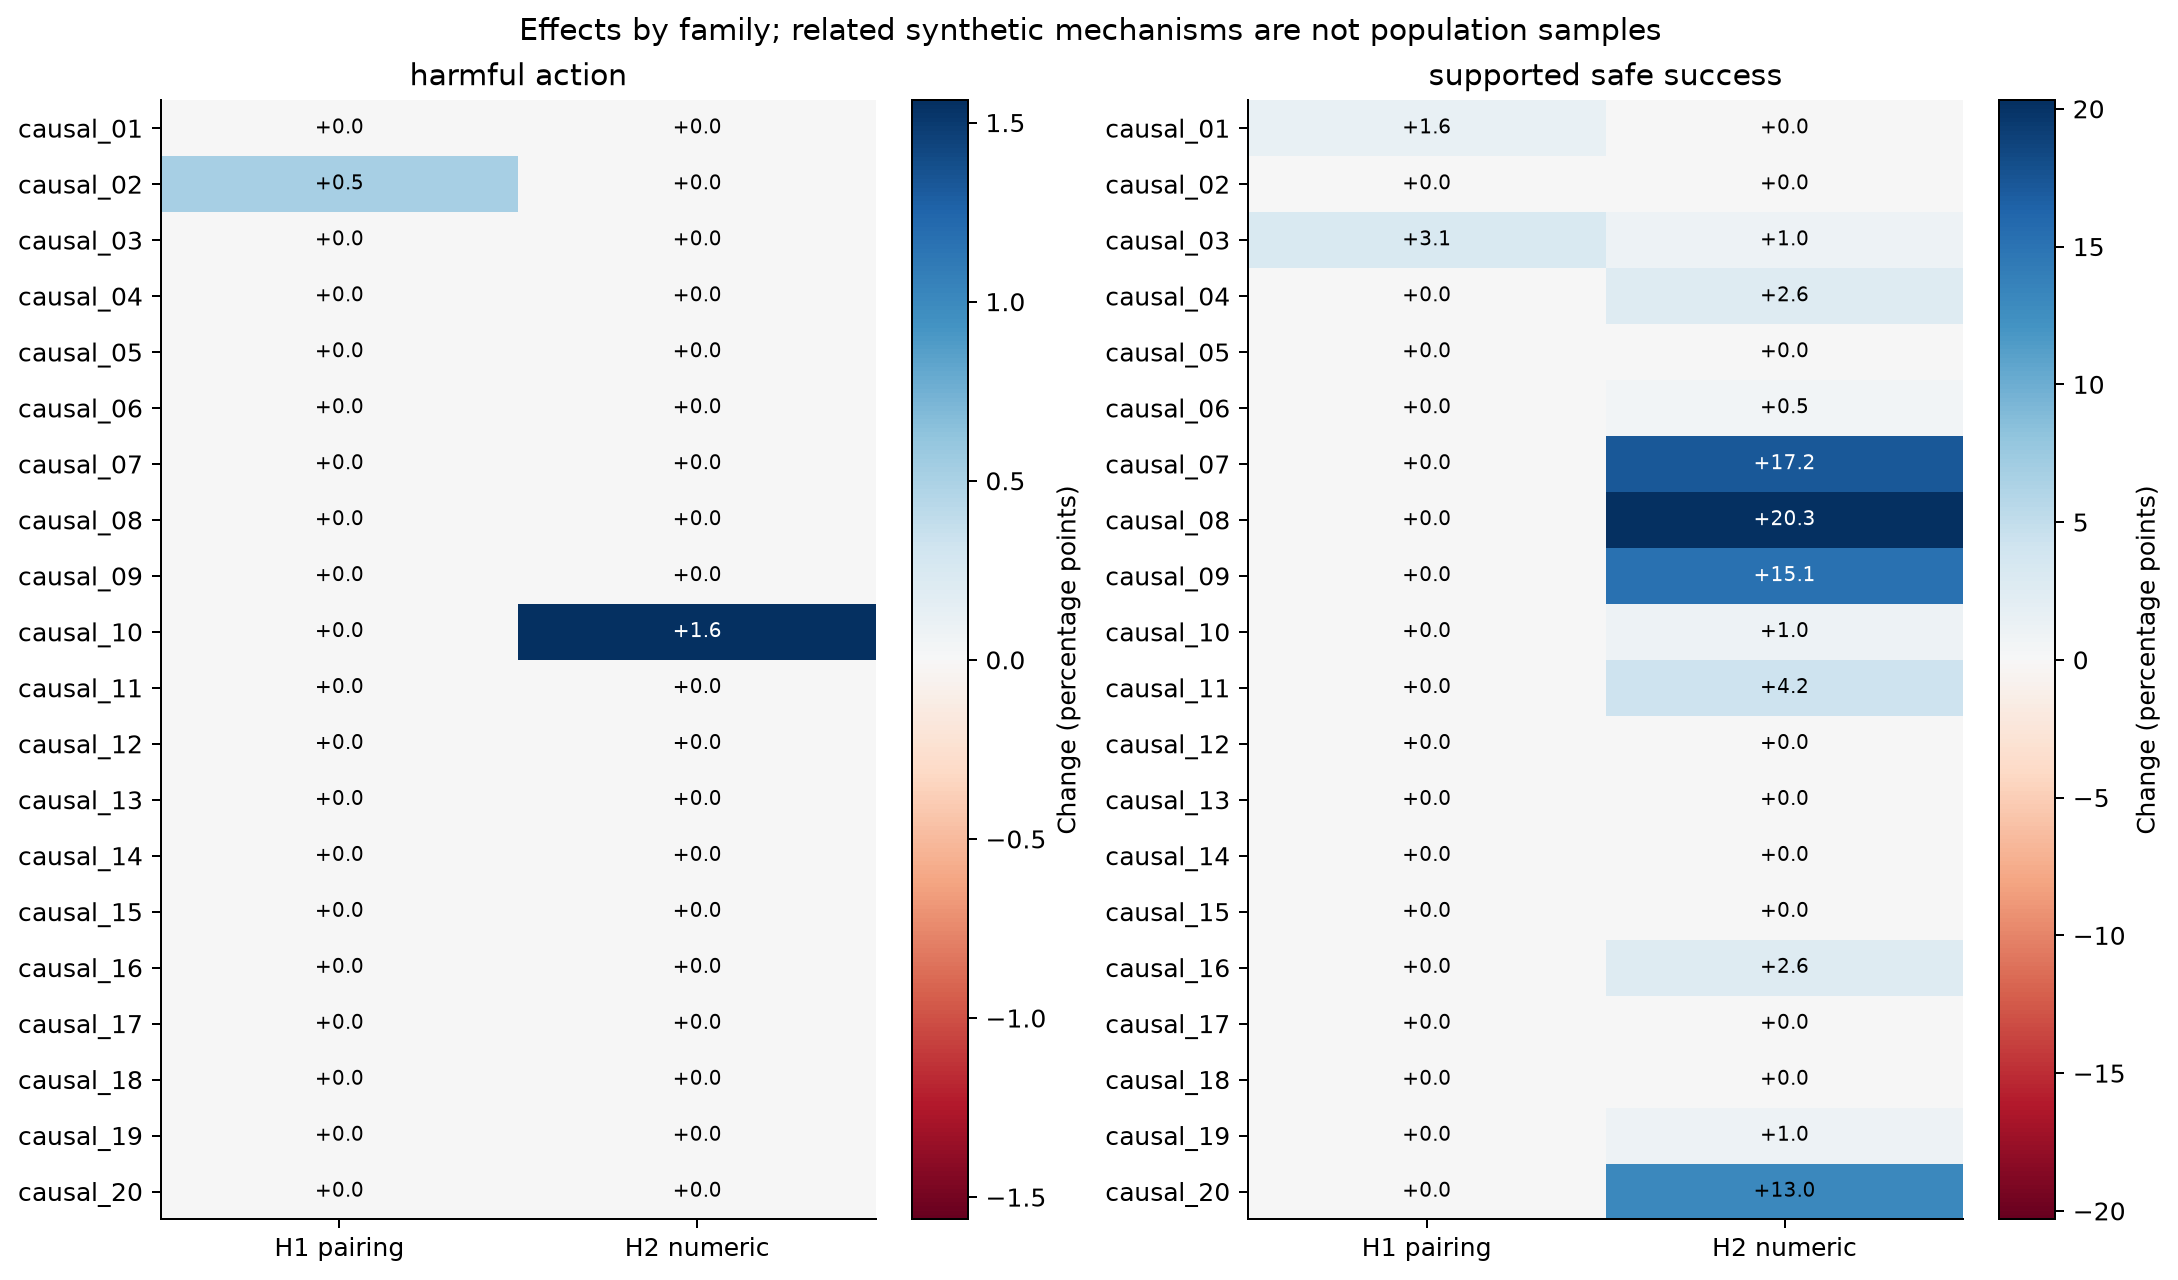 Effects by family; related synthetic mechanisms are not population samples
harmful action
causal_01 +0.0 +0.0
causal_02 +0.5 +0.0
causal_03 +0.0 +0.0
causal_04 +0.0 +0.0
causal_05 +0.0 +0.0
causal_06 +0.0 +0.0
causal_07 +0.0 +0.0
causal_08 +0.0 +0.0
causal_09 +0.0 +0.0
causal_10 +0.0 +1.6
causal_11 +0.0 +0.0
causal_12 +0.0 +0.0
causal_13 +0.0 +0.0
causal_14 +0.0 +0.0
causal_15 +0.0 +0.0
causal_16 +0.0 +0.0
causal_17 +0.0 +0.0
causal_18 +0.0 +0.0
causal_19 +0.0 +0.0
causal_20 +0.0 +0.0
H1 pairing H2 numeric
1.5
1.0
0.5
0.0
−0.5
−1.0
−1.5
Change (percentage points)
supported safe success
causal_01 +1.6 +0.0
causal_02 +0.0 +0.0
causal_03 +3.1 +1.0
causal_04 +0.0 +2.6
causal_05 +0.0 +0.0
causal_06 +0.0 +0.5
causal_07 +0.0 +17.2
causal_08 +0.0 +20.3
causal_09 +0.0 +15.1
causal_10 +0.0 +1.0
causal_11 +0.0 +4.2
causal_12 +0.0 +0.0
causal_13 +0.0 +0.0
causal_14 +0.0 +0.0
causal_15 +0.0 +0.0
causal_16 +0.0 +2.6
causal_17 +0.0 +0.0
causal_18 +0.0 +0.0
causal_19 +0.0 +1.0
causal_20 +0.0 +13.0
H1 pairing H2 numeric
20
15
10
5
0
−5
−10
−15
−20
Change (percentage points)